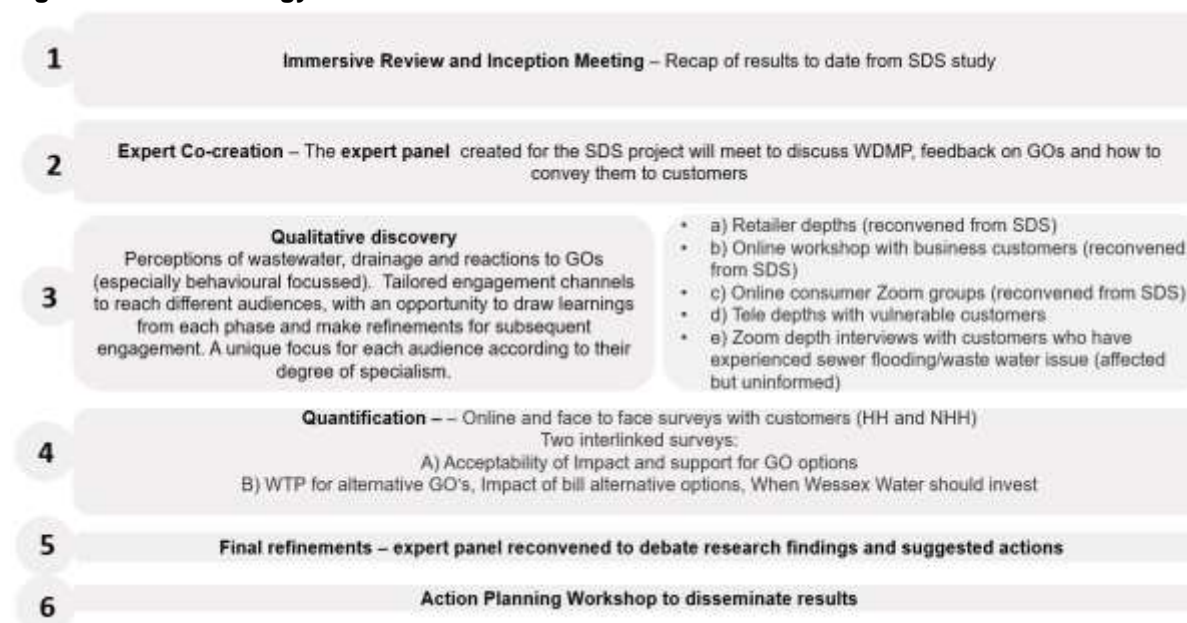 1
Immersive Review and Inception Meeting – Recap of results to date from SDS study
2
Expert Co-creation – The expert panel created for the SDS project will meet to discuss WDMP, feedback on GOs and how to
convey them to customers
3
Qualitative discovery
Perceptions of wastewater, drainage and reactions to GOs
(especially behavioural focussed). Tailored engagement channels
to reach different audiences, with an opportunity to draw learnings
from each phase and make refinements for subsequent
engagement. A unique focus for each audience according to their
degree of specialism.
• a) Retailer depths (reconvened from SDS)
• b) Online workshop with business customers (reconvened
from SDS)
• c) Online consumer Zoom groups (reconvened from SDS)
• d) Tele depths with vulnerable customers
• e) Zoom depth interviews with customers who have
experienced sewer flooding/waste water issue (affected
but uninformed)
4
Quantification – – Online and face to face surveys with customers (HH and NHH)
Two interlinked surveys:
A) Acceptability of Impact and support for GO options
B) WTP for alternative GO's, Impact of bill alternative options, When Wessex Water should invest
5
Final refinements – expert panel reconvened to debate research findings and suggested actions
6
Action Planning Workshop to disseminate results